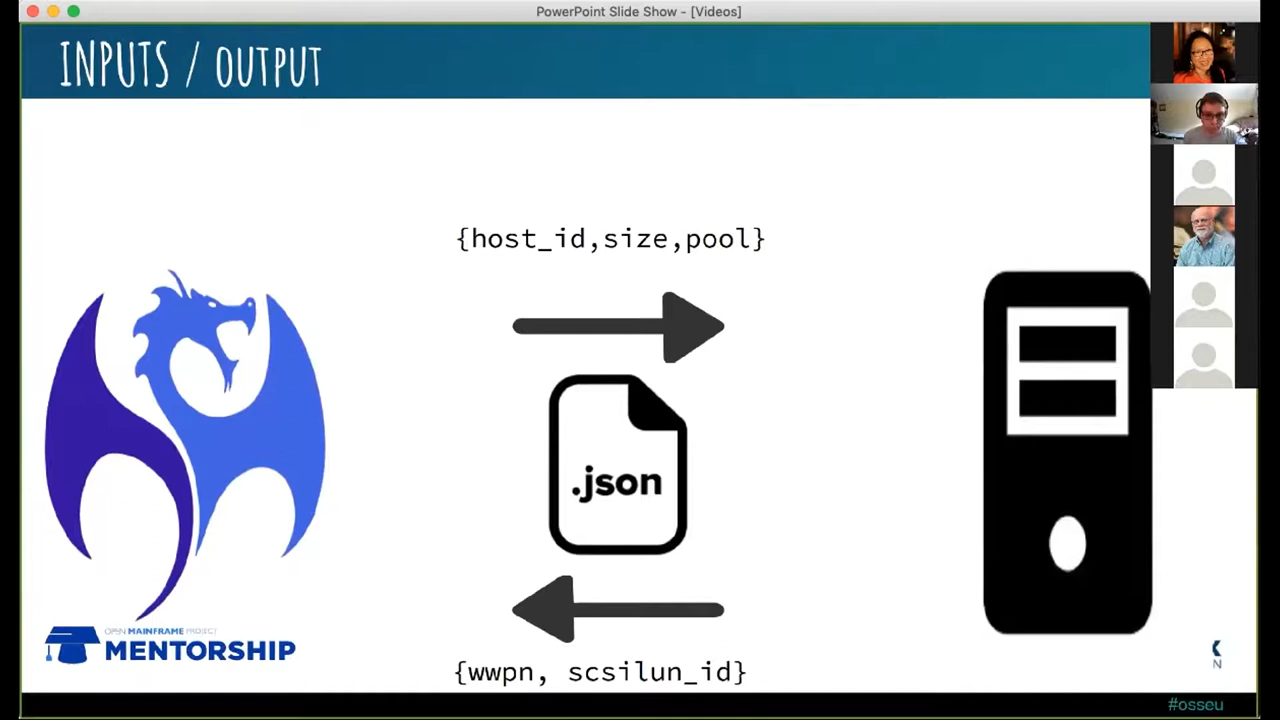 PowerPoint Slide Show - [Videos]
INPUTS / OUTPUT
{host_id,size,pool}
.json
OPEN MAINFRAME PROJECT
MENTORSHIP
{wwpn, scsilun_id}
N
#osseu